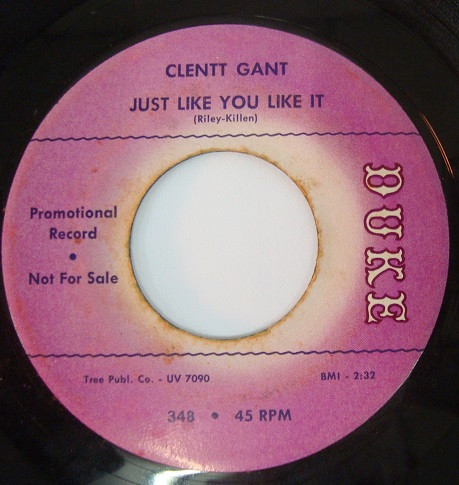 CLENTT GANT
JUST LIKE YOU LIKE IT
(Riley-Killen)
DUKE
Promotional
Record
•
Not For Sale
Tree Publ. Co. - UV 7090
BMI - 2:32
348 • 45 RPM